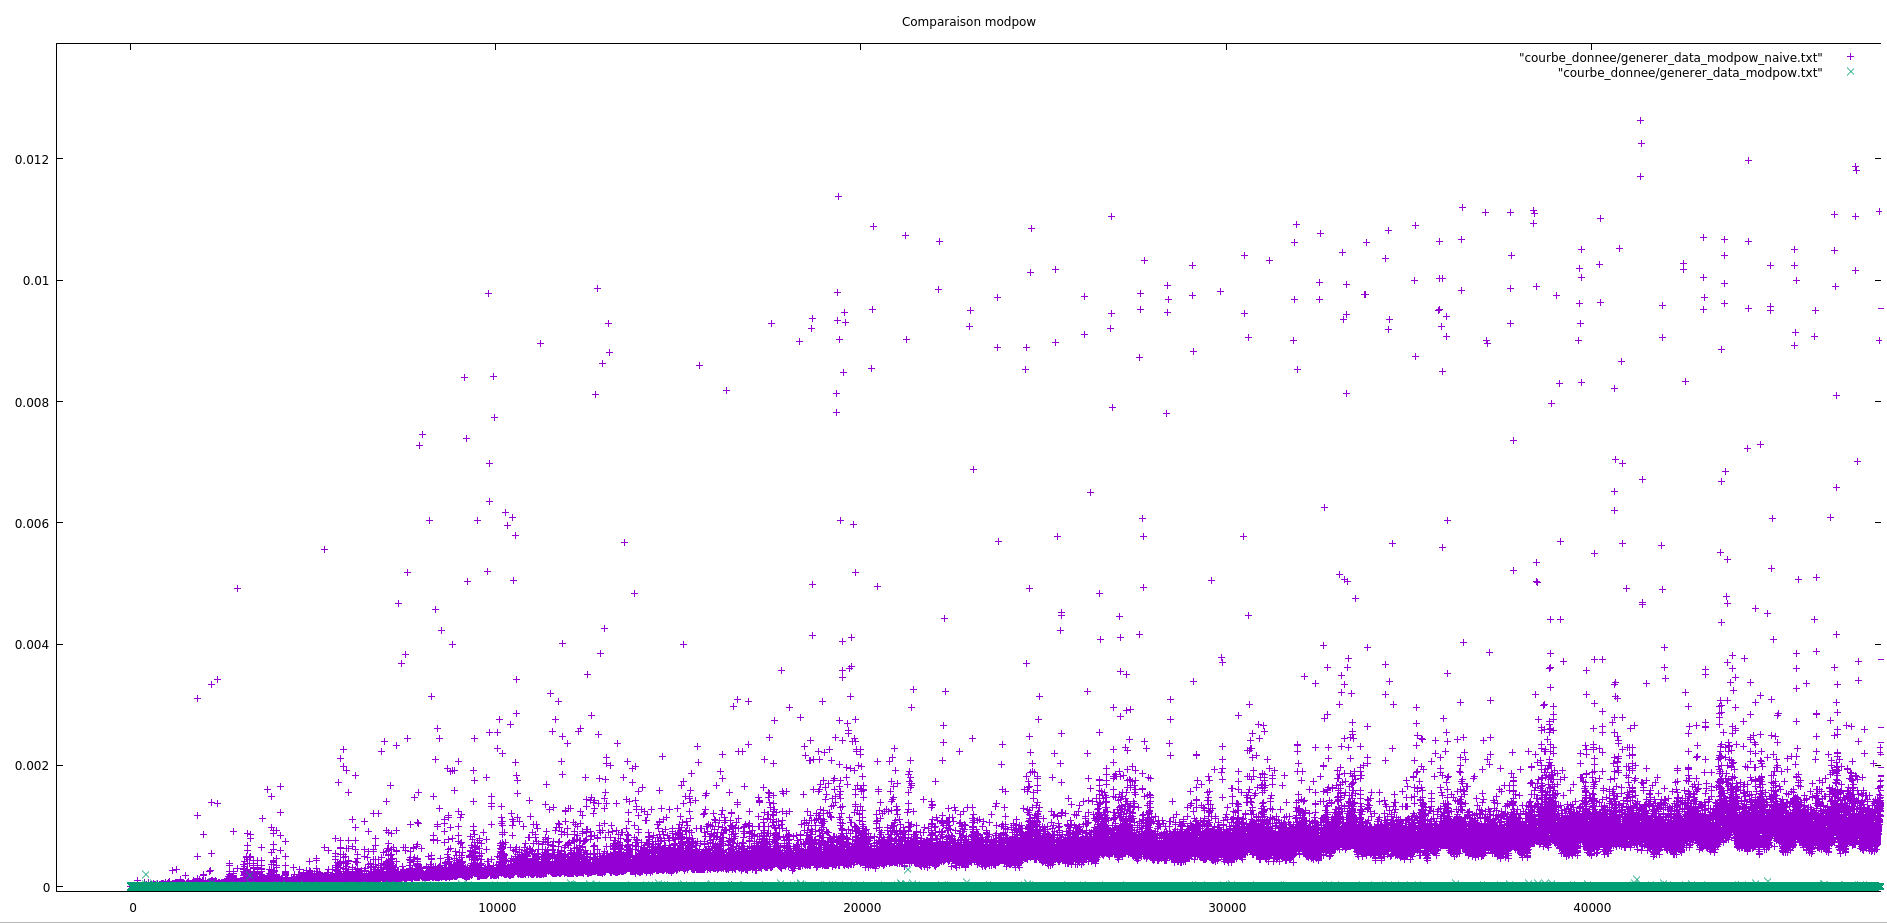 Comparaison modpow
"courbe_donnee/generer_data_modpow_naive.txt"
"courbe_donnee/generer_data_modpow.txt"
0.012
0.01
0.008
0.006
0.004
0.002
0
0 10000 20000 30000 40000